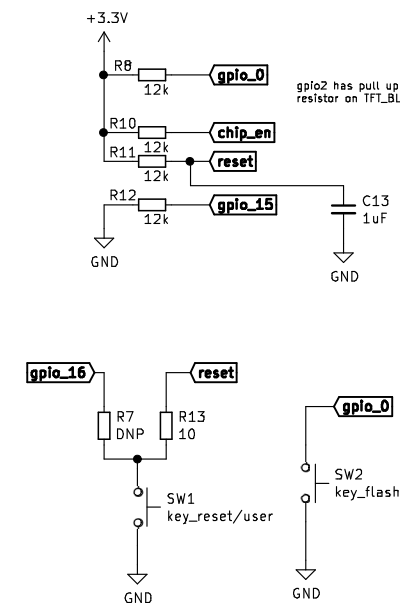 +3.3V
R8
12k
gpio_0
gpio2 has pull up
resistor on TFT_BL
R10
12k
chip_en
R11
12k
reset
R12
12k
gpio_15
C13
1uF
GND
GND
gpio_16
reset
R7
DNP
R13
10
gpio_0
SW1
key_reset/user
SW2
key_flash
GND
GND